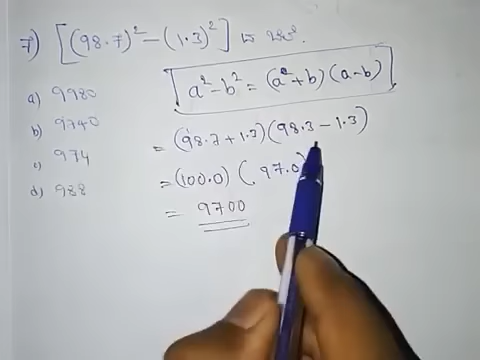 7) [(98.7)² − (1.3)²]
a² − b² = (a² + b) (a − b)
a) 9980
b) 9740
c) 974
d) 988
= (98.7 + 1.3) (98.3 − 1.3)
= (100.0) (97.0
= 9700